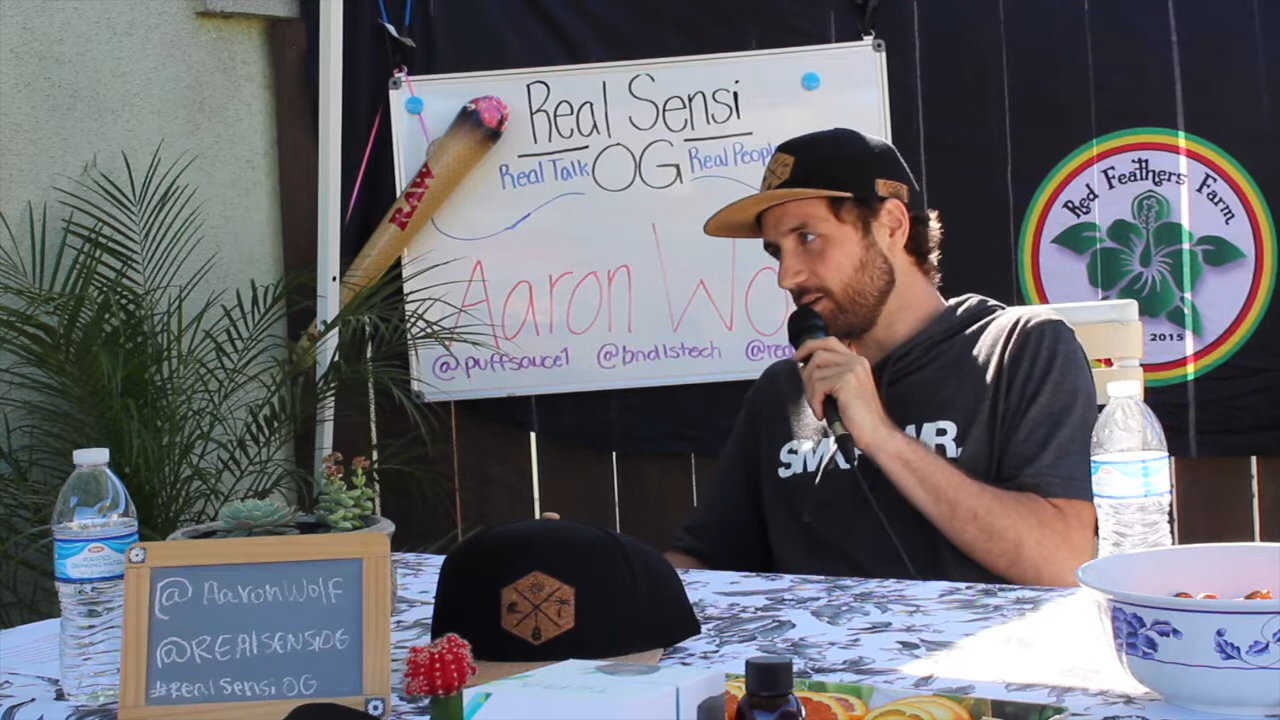 Real Sensi
Real Talk OG Real People
RAW
Aaron Wo
@puffsauce1 @bndlstech @rea
Red Feathers Farm
2015
@AaronWolf
@REAlSENSIOG
#RealSensiOG